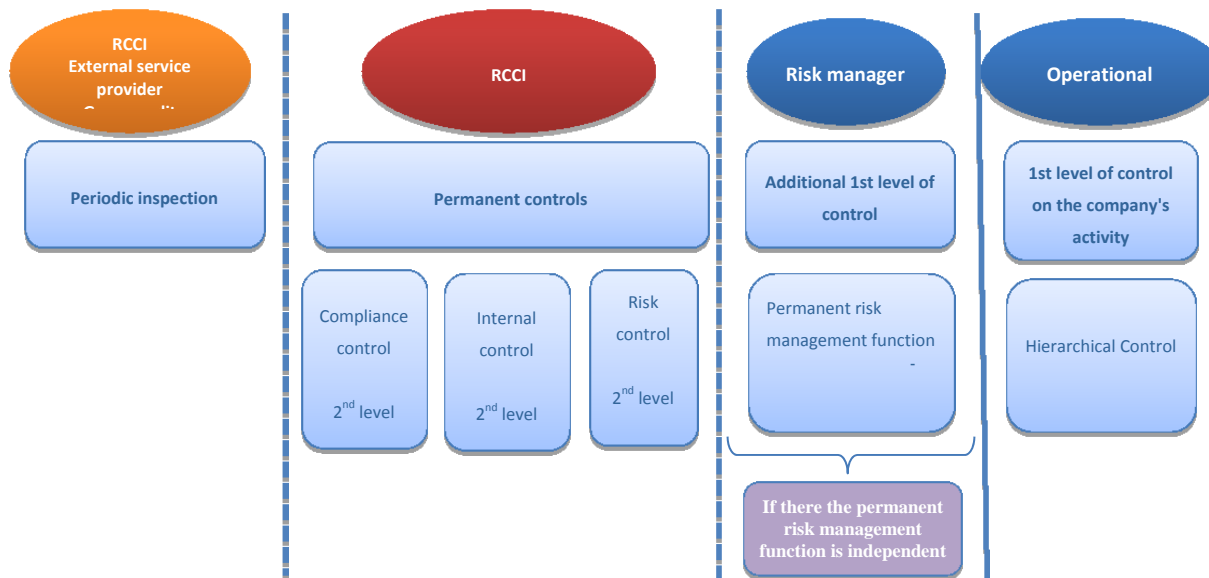 RCCI
External service
provider
RCCI
Risk manager
Operational
Periodic inspection
Permanent controls
Additional 1st level of
control
1st level of control
on the company's
activity
Compliance
control
2nd level
Internal
control
2nd level
Risk
control
2nd level
Permanent risk
management function
-
Hierarchical Control
If there the permanent
risk management
function is independent